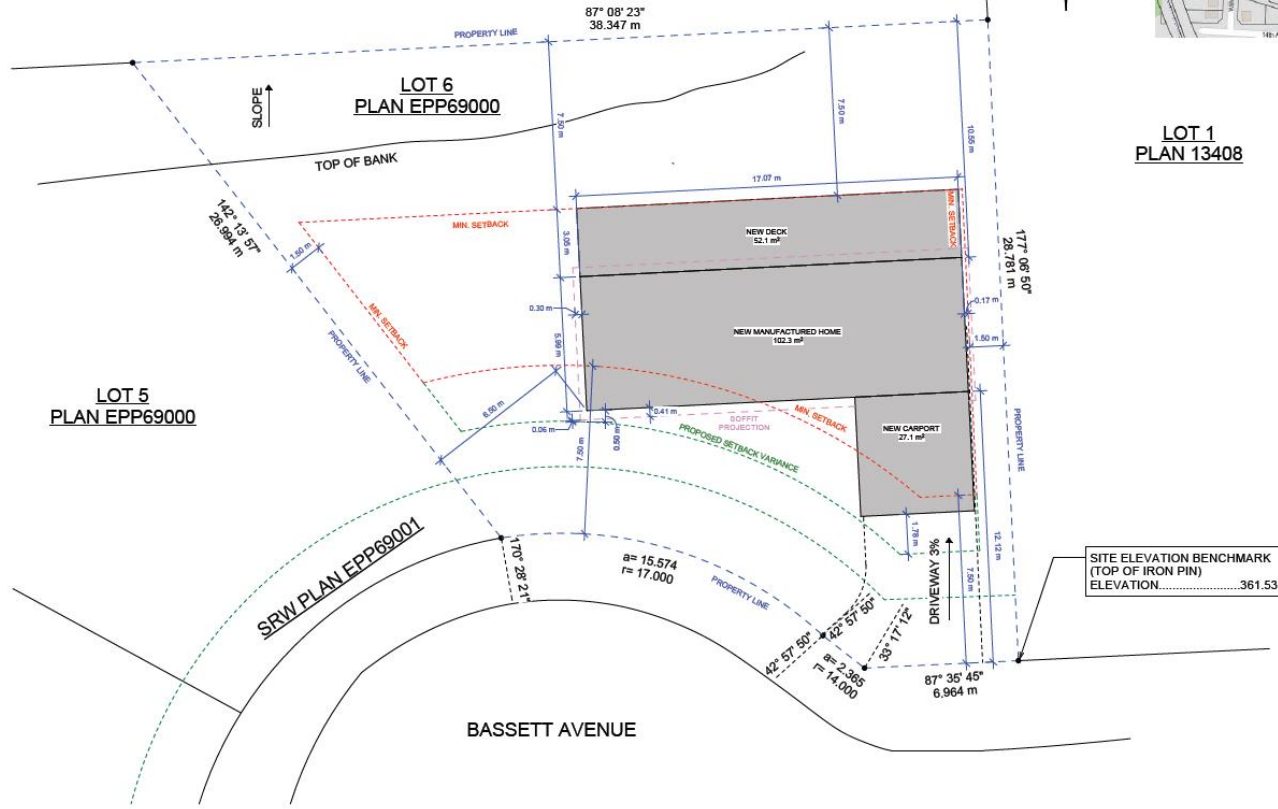 87° 08' 23"
38.347 m
PROPERTY LINE
LOT 6
PLAN EPP69000
SLOPE
7.50 m
7.50 m
10.55 m
LOT 1
PLAN 13408
TOP OF BANK
17.07 m
142° 13' 57"
26.994 m
1.50 m
MIN. SETBACK
MIN. SETBACK
NEW DECK
52.1 m²
3.05 m
177° 06' 50"
28.781 m
0.30 m
0.17 m
MIN. SETBACK
NEW MANUFACTURED HOME
102.3 m²
1.50 m
5.99 m
PROPERTY LINE
LOT 5
PLAN EPP69000
6.50 m
0.41 m
SOFFIT
PROJECTION
MIN. SETBACK
0.06 m
0.50 m
7.50 m
PROPOSED SETBACK VARIANCE
NEW CARPORT
27.1 m²
PROPERTY LINE
SRW PLAN EPP69001
170° 28' 21"
a= 15.574
r= 17.000
PROPERTY LINE
1.78 m
12.12 m
7.50 m
DRIVEWAY 3%
SITE ELEVATION BENCHMARK
(TOP OF IRON PIN)
ELEVATION......................361.53
42° 57' 50"
42° 57' 50"
33° 17' 12"
a= 2.365
r= 14.000
87° 35' 45"
6.964 m
BASSETT AVENUE